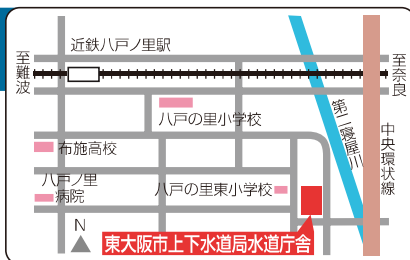 近鉄八戸ノ里駅
至難波
至奈良
八戸の里小学校
第二寝屋川
中央環状線
布施高校
八戸ノ里
病院
八戸の里東小学校
N
東大阪市上下水道局水道庁舎